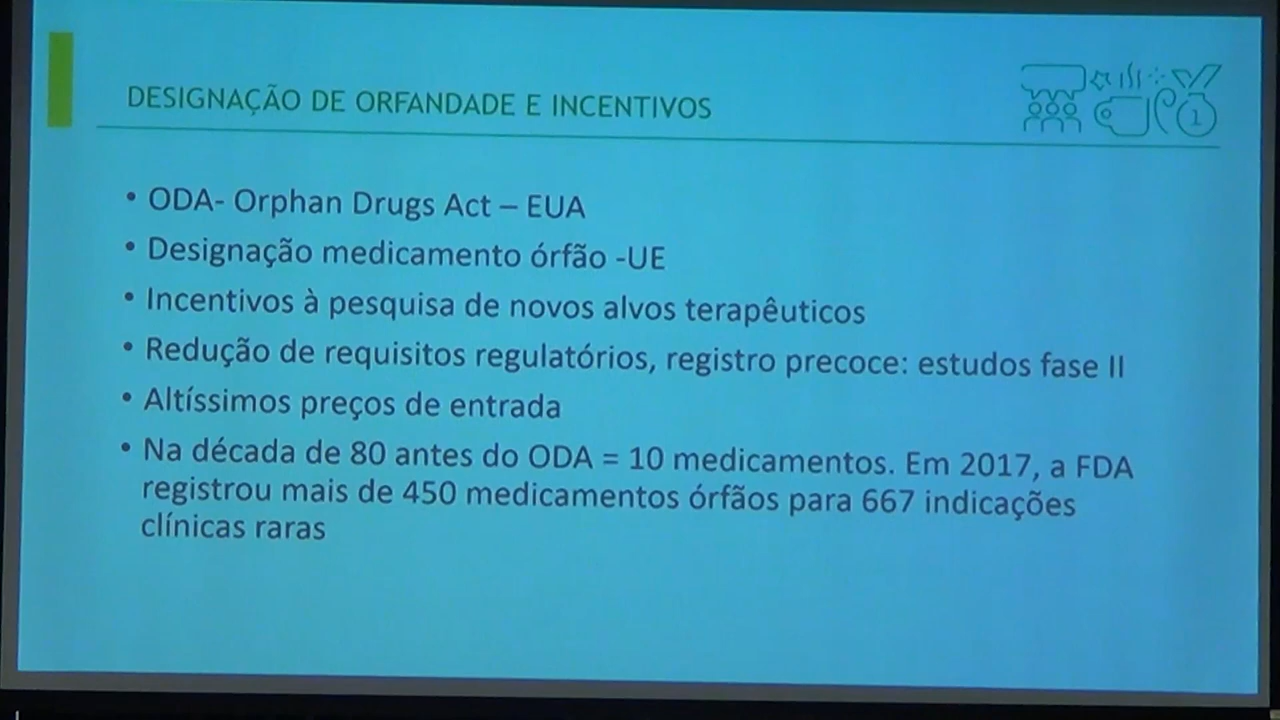 DESIGNAÇÃO DE ORFANDADE E INCENTIVOS
1
• ODA- Orphan Drugs Act – EUA
• Designação medicamento órfão -UE
• Incentivos à pesquisa de novos alvos terapêuticos
• Redução de requisitos regulatórios, registro precoce: estudos fase II
• Altíssimos preços de entrada
• Na década de 80 antes do ODA = 10 medicamentos. Em 2017, a FDA
registrou mais de 450 medicamentos órfãos para 667 indicações
clínicas raras